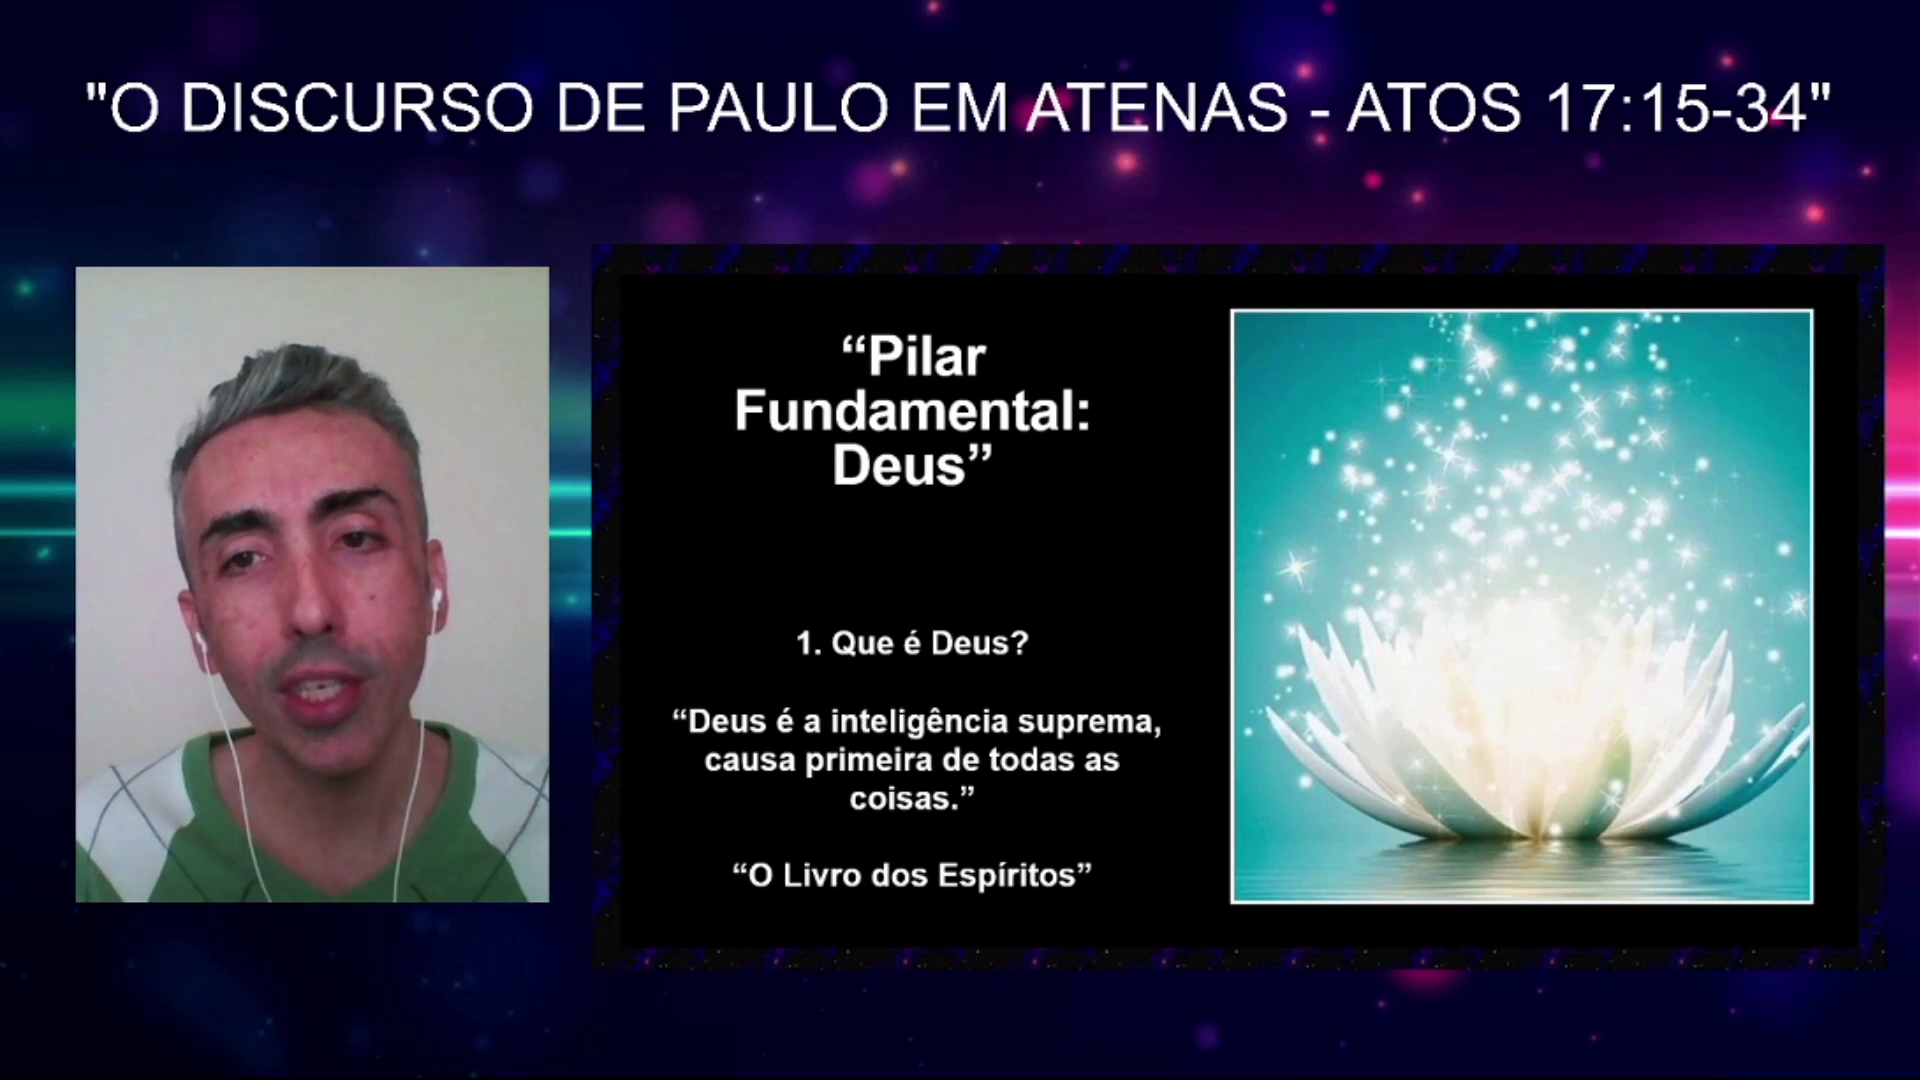 "O DISCURSO DE PAULO EM ATENAS - ATOS 17:15-34"
“Pilar
Fundamental:
Deus”
1. Que é Deus?
“Deus é a inteligência suprema,
causa primeira de todas as
coisas.”
“O Livro dos Espíritos”